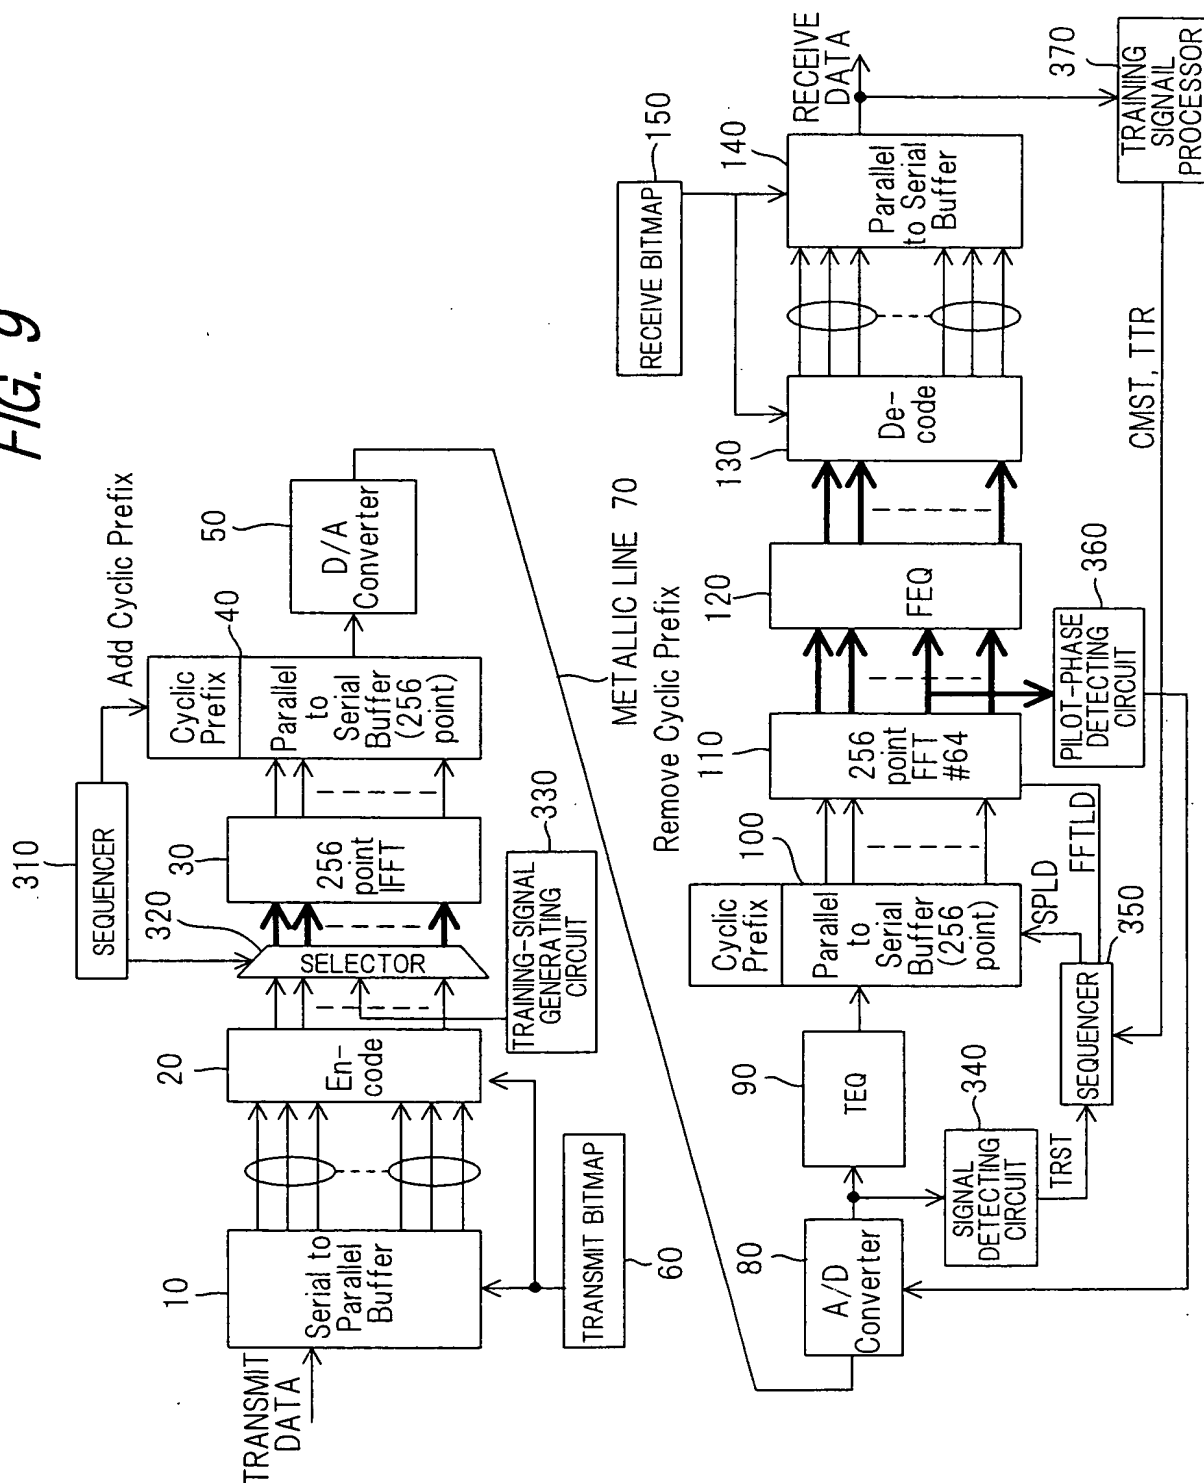 FIG. 9
310
SEQUENCER
Add Cyclic Prefix
TRANSMIT
DATA
10
Serial to
Parallel
Buffer
20
En-
code
320
SELECTOR
30
256
point
IFFT
Cyclic
Prefix
40
Parallel
to
Serial
Buffer
(256
point)
50
D/A
Converter
TRANSMIT BITMAP
60
TRAINING-SIGNAL
GENERATING
CIRCUIT
330
METALLIC LINE 70
Remove Cyclic Prefix
80
A/D
Converter
90
TEQ
Cyclic
Prefix
100
Parallel
to
Serial
Buffer
(256
point)
110
256
point
FFT
#64
120
FEQ
130
De-
code
RECEIVE BITMAP
150
140
Parallel
to Serial
Buffer
RECEIVE
DATA
SIGNAL
DETECTING
CIRCUIT
340
TRST
SEQUENCER
350
SPLD
FFTLD
PILOT-PHASE
DETECTING
CIRCUIT
360
CMST, TTR
370
TRAINING
SIGNAIL
PROCESSOR